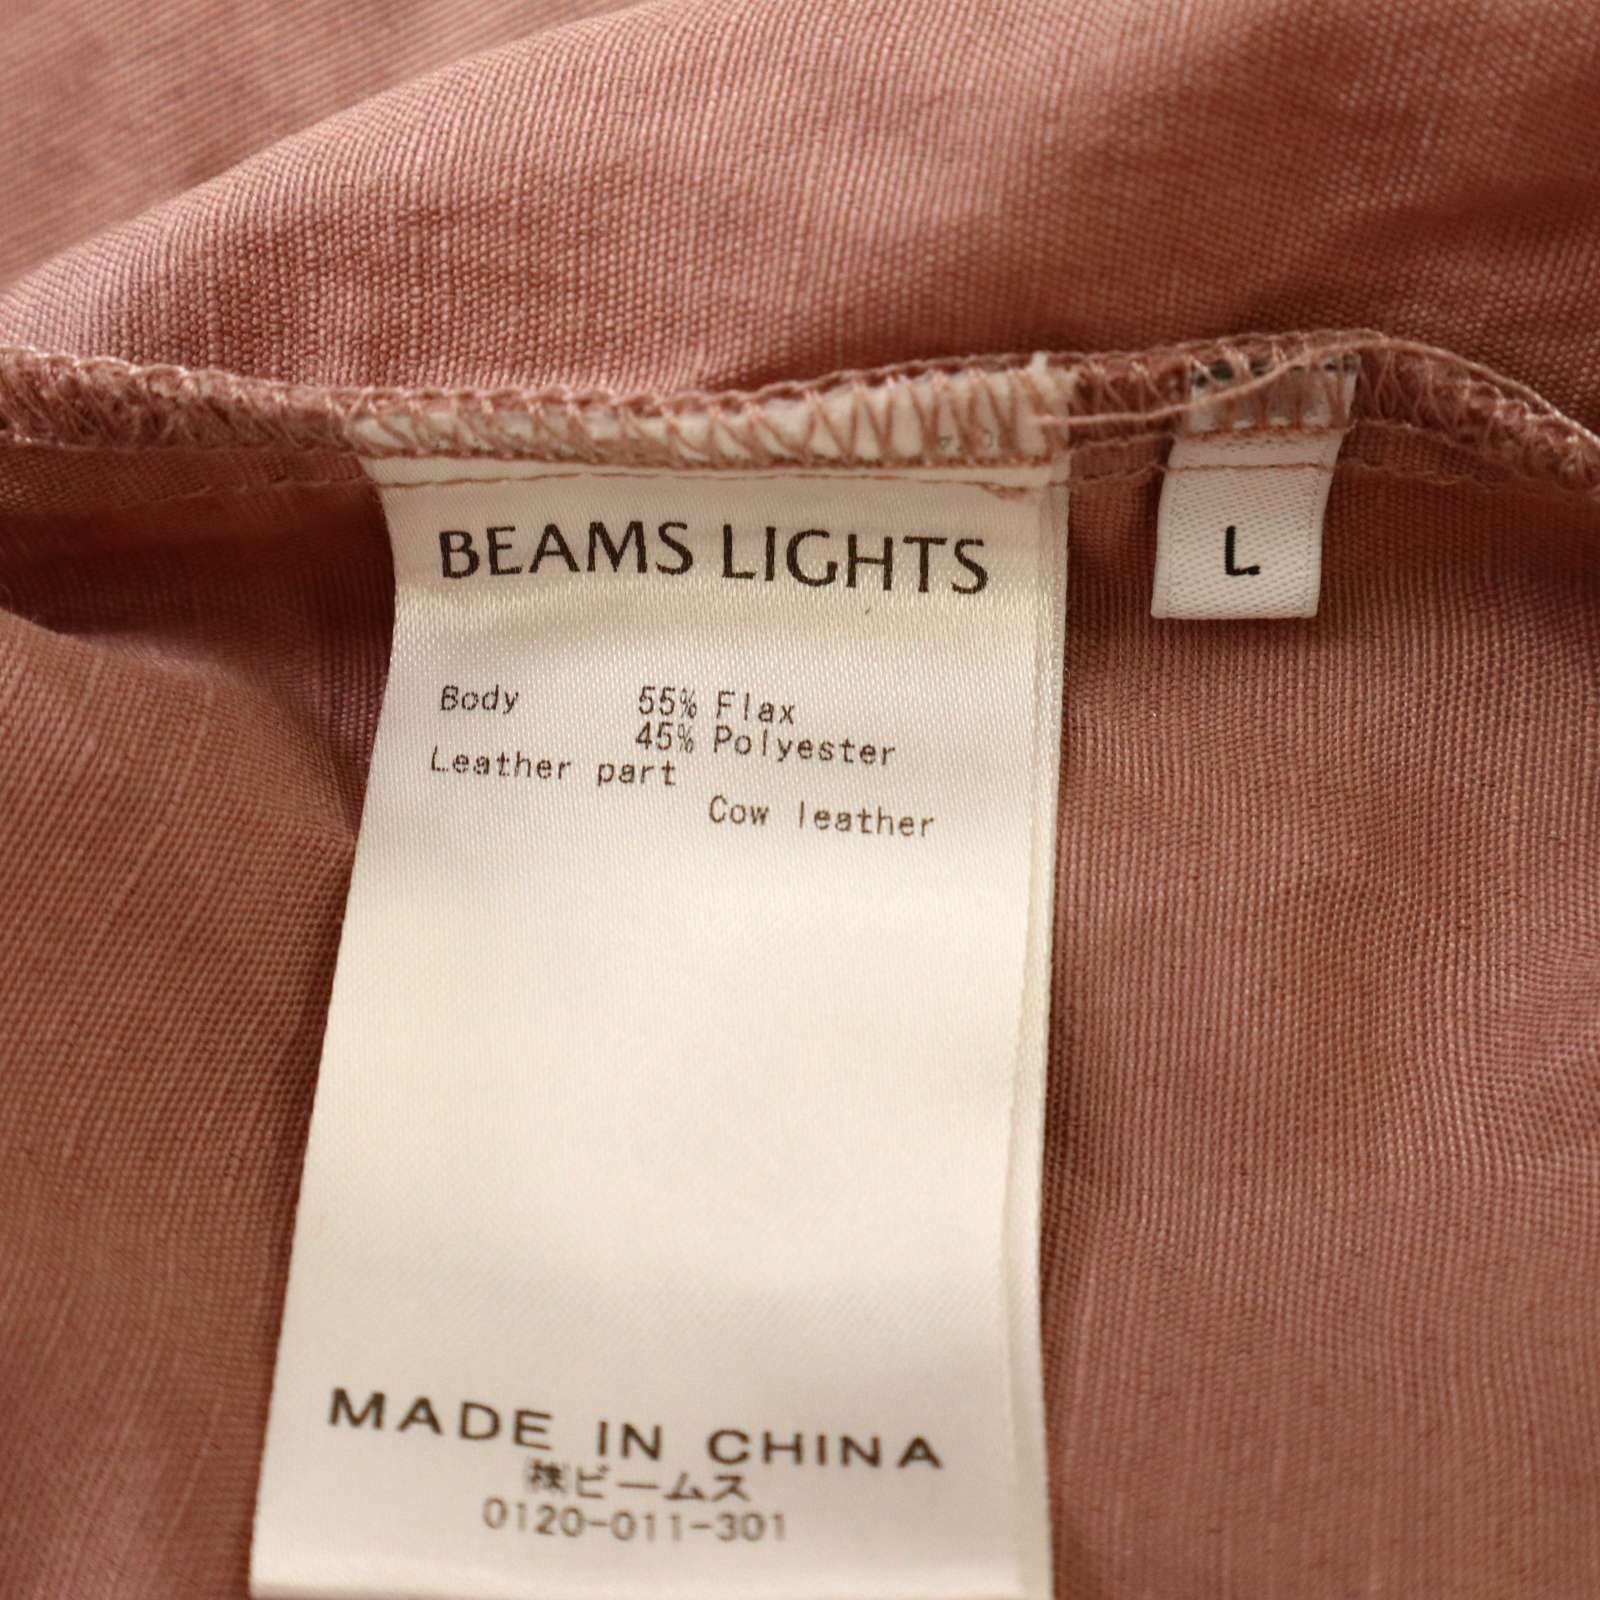 BEAMS LIGHTS
L
Body 55% Flax
45% Polyester
Leather part
Cow leather
MADE IN CHINA
㈱ビームス
0120-011-301